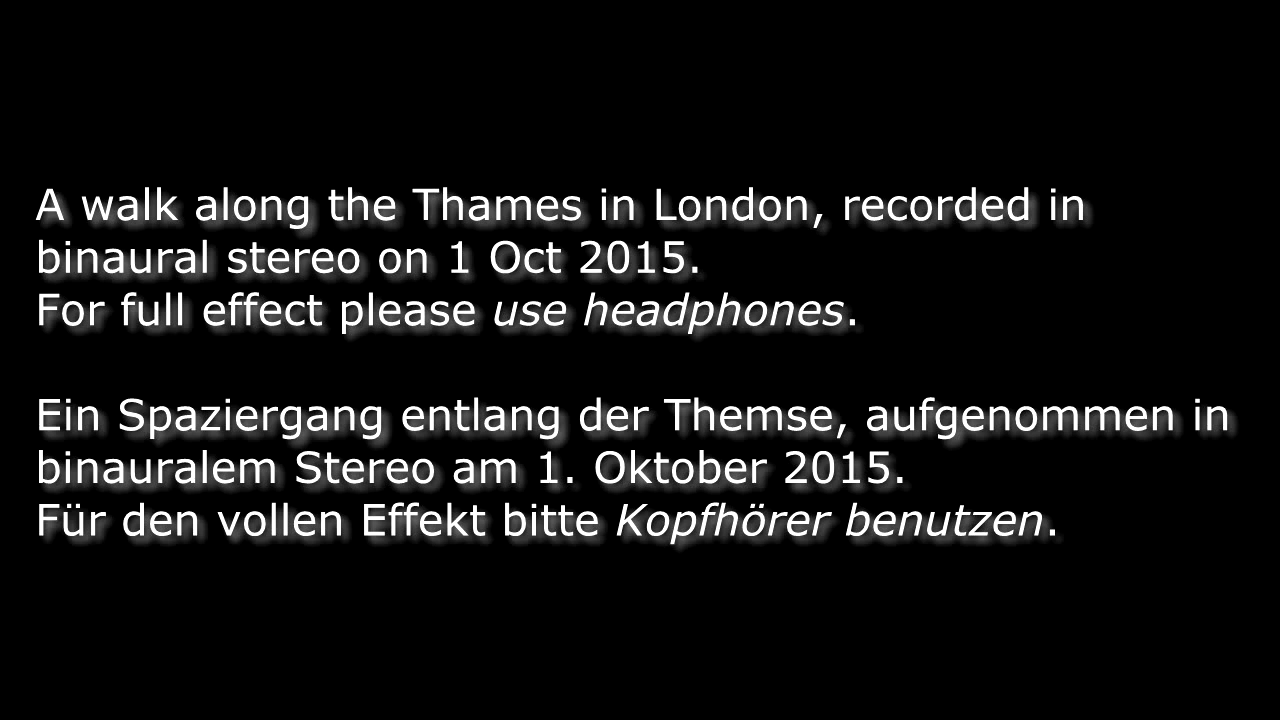 A walk along the Thames in London, recorded in
binaural stereo on 1 Oct 2015.
For full effect please use headphones.
Ein Spaziergang entlang der Themse, aufgenommen in
binauralem Stereo am 1. Oktober 2015.
Für den vollen Effekt bitte Kopfhörer benutzen.